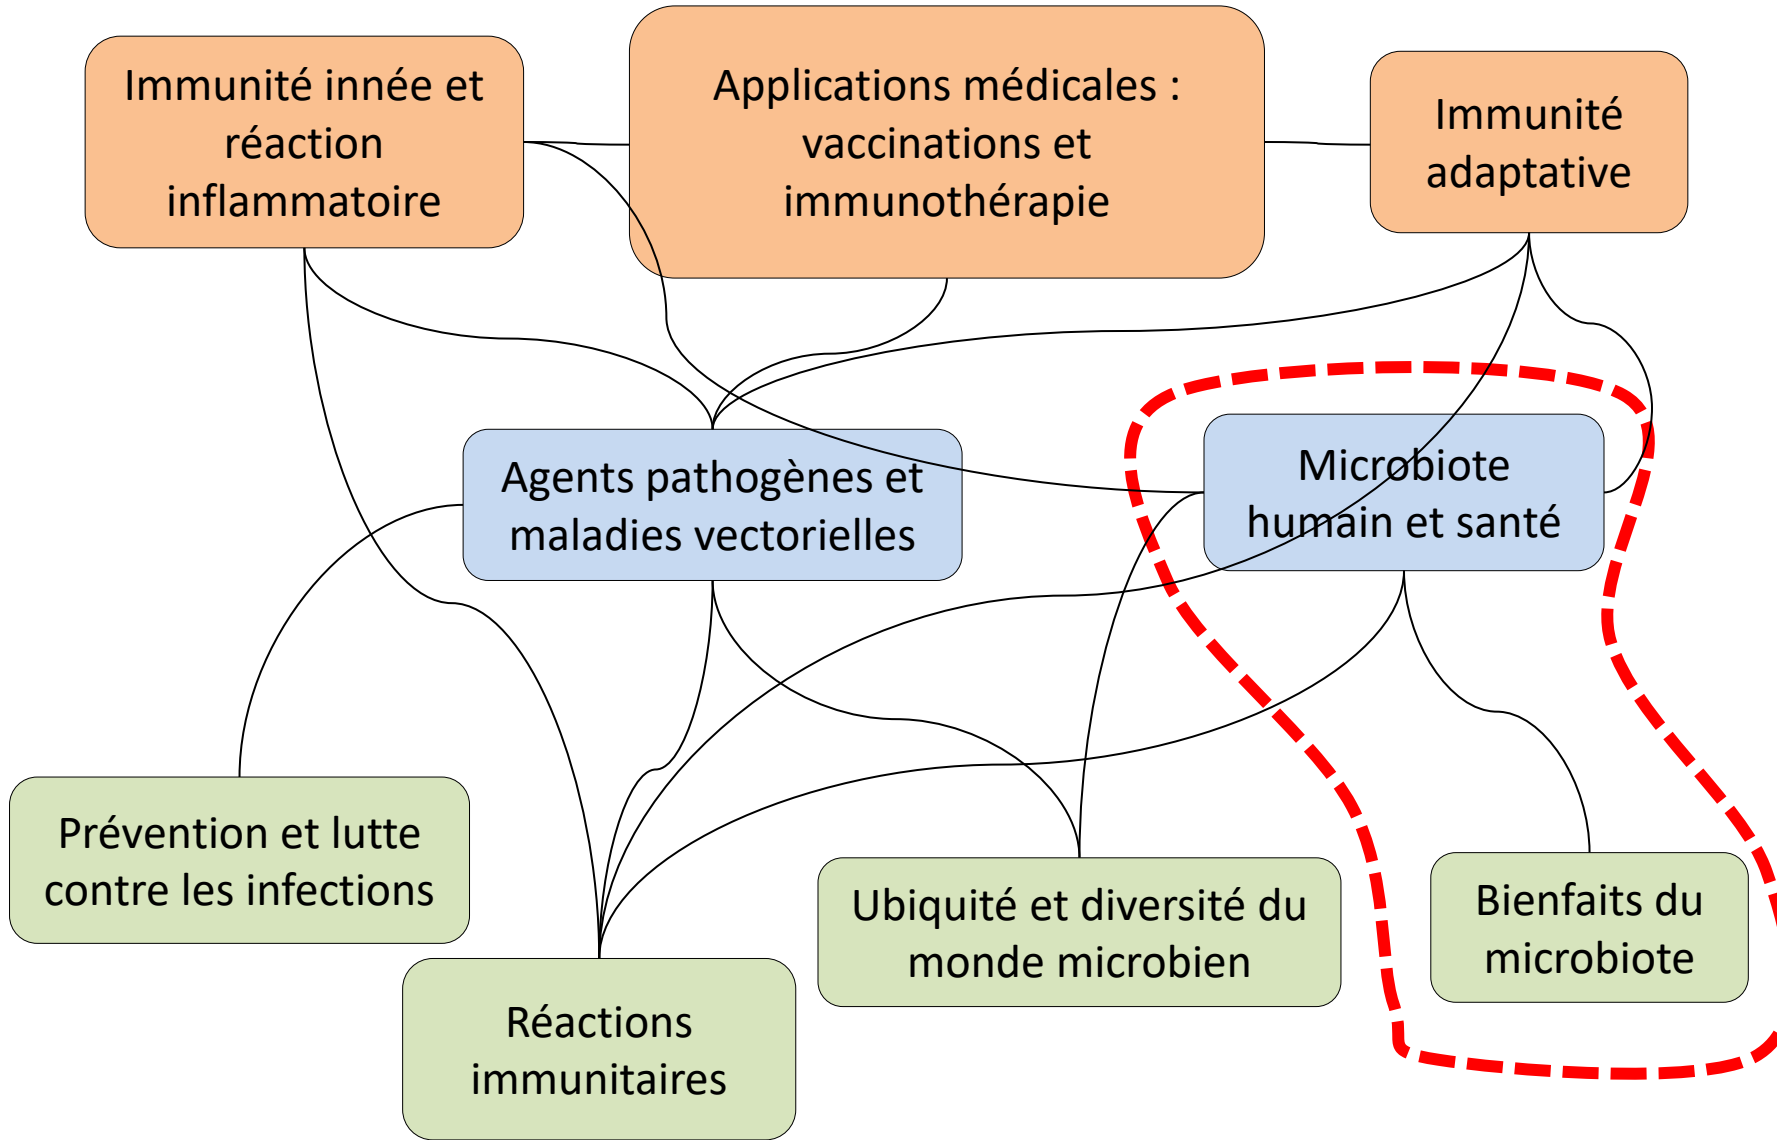 Immunité innée et
réaction
inflammatoire
Applications médicales :
vaccinations et
immunothérapie
Immunité
adaptative
Agents pathogènes et
maladies vectorielles
Microbiote
humain et santé
Prévention et lutte
contre les infections
Réactions
immunitaires
Ubiquité et diversité du
monde microbien
Bienfaits du
microbiote